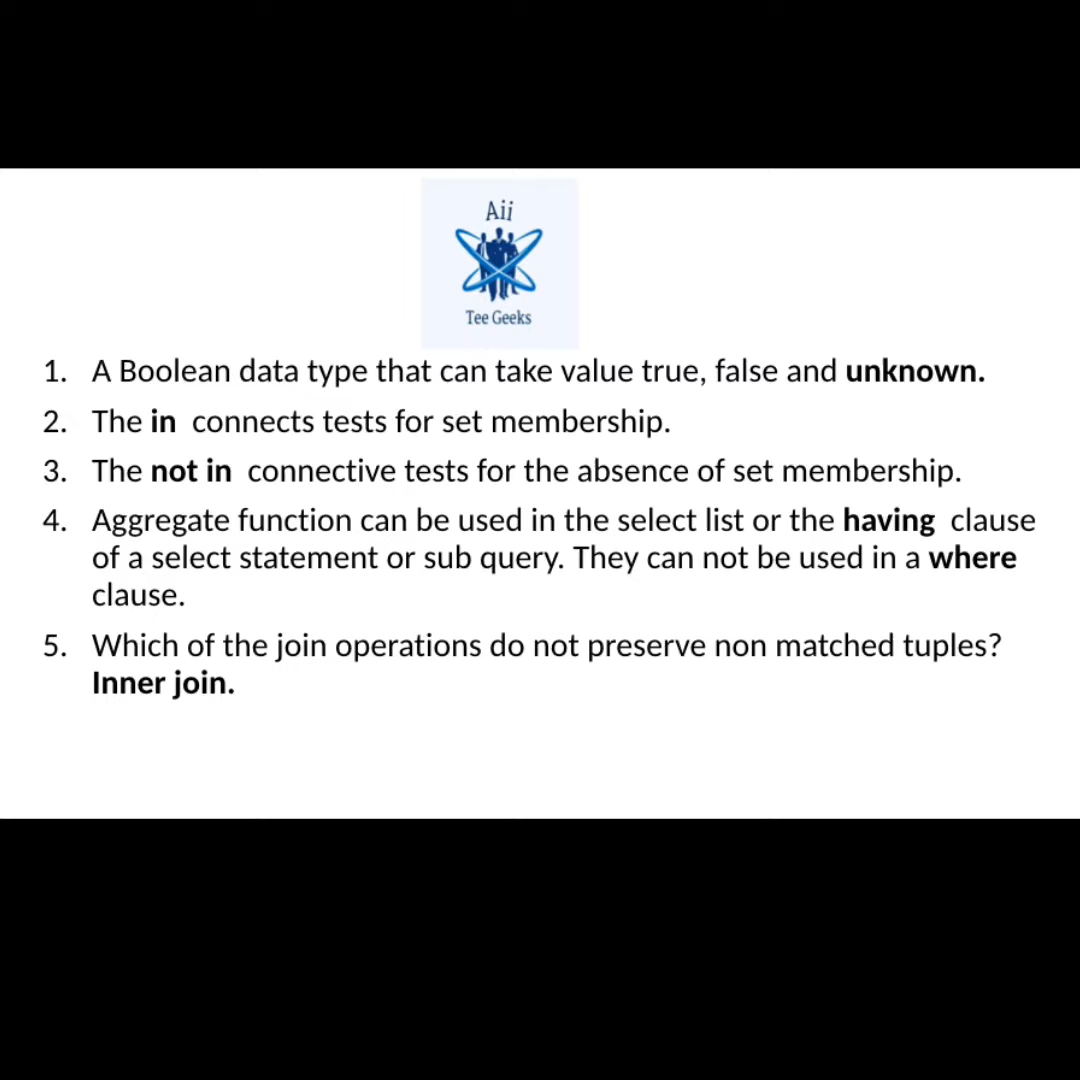 Aii
Tee Geeks
1. A Boolean data type that can take value true, false and unknown.
2. The in connects tests for set membership.
3. The not in connective tests for the absence of set membership.
4. Aggregate function can be used in the select list or the having clause
of a select statement or sub query. They can not be used in a where
clause.
5. Which of the join operations do not preserve non matched tuples?
Inner join.